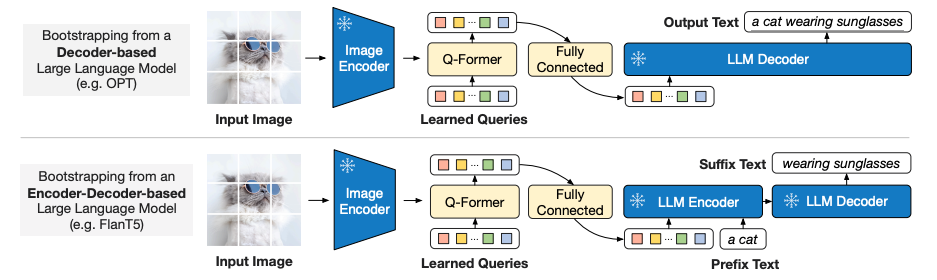 Bootstrapping from a
Decoder-based
Large Language Model
(e.g. OPT)
Input Image
Image
Encoder
Q-Former
...
...
Learned Queries
Fully
Connected
Output Text
a cat wearing sunglasses
LLM Decoder
...
Bootstrapping from an
Encoder-Decoder-based
Large Language Model
(e.g. FlanT5)
Input Image
Image
Encoder
...
Q-Former
...
Learned Queries
Fully
Connected
Suffix Text
wearing sunglasses
LLM Encoder
LLM Decoder
...
a cat
Prefix Text